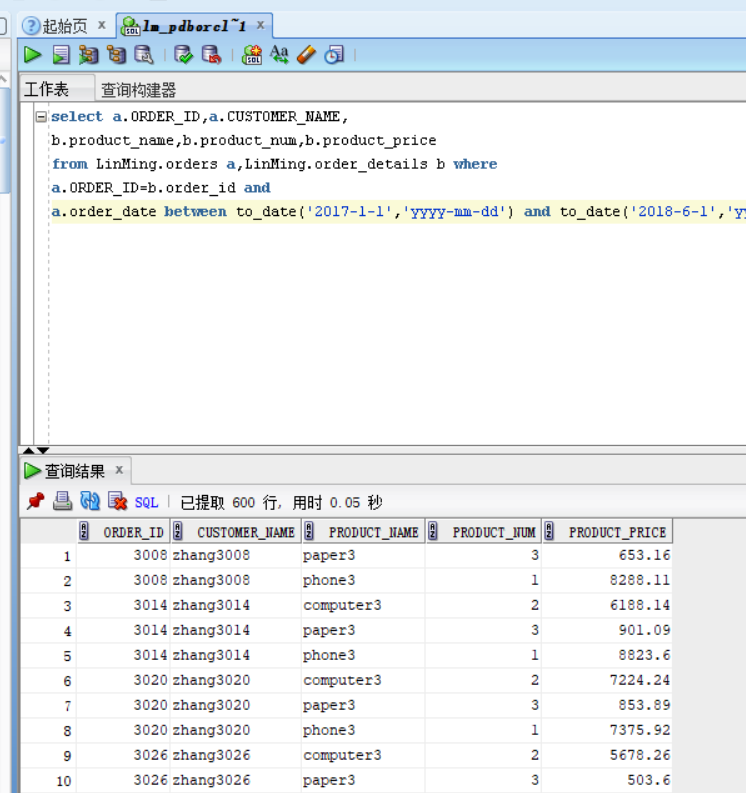 起始页 × lm_pdborcl~1 ×
工作表 查询构建器
select a.ORDER_ID,a.CUSTOMER_NAME,
b.product_name,b.product_num,b.product_price
from LinMing.orders a,LinMing.order_details b where
a.ORDER_ID=b.order_id and
a.order_date between to_date('2017-1-1','yyyy-mm-dd') and to_date('2018-6-1','yy
查询结果 ×
SQL | 已提取 600 行, 用时 0.05 秒
ORDER_ID CUSTOMER_NAME PRODUCT_NAME PRODUCT_NUM PRODUCT_PRICE
1 3008 zhang3008 paper3 3 653.16
2 3008 zhang3008 phone3 1 8288.11
3 3014 zhang3014 computer3 2 6188.14
4 3014 zhang3014 paper3 3 901.09
5 3014 zhang3014 phone3 1 8823.6
6 3020 zhang3020 computer3 2 7224.24
7 3020 zhang3020 paper3 3 853.89
8 3020 zhang3020 phone3 1 7375.92
9 3026 zhang3026 computer3 2 5678.26
10 3026 zhang3026 paper3 3 503.6